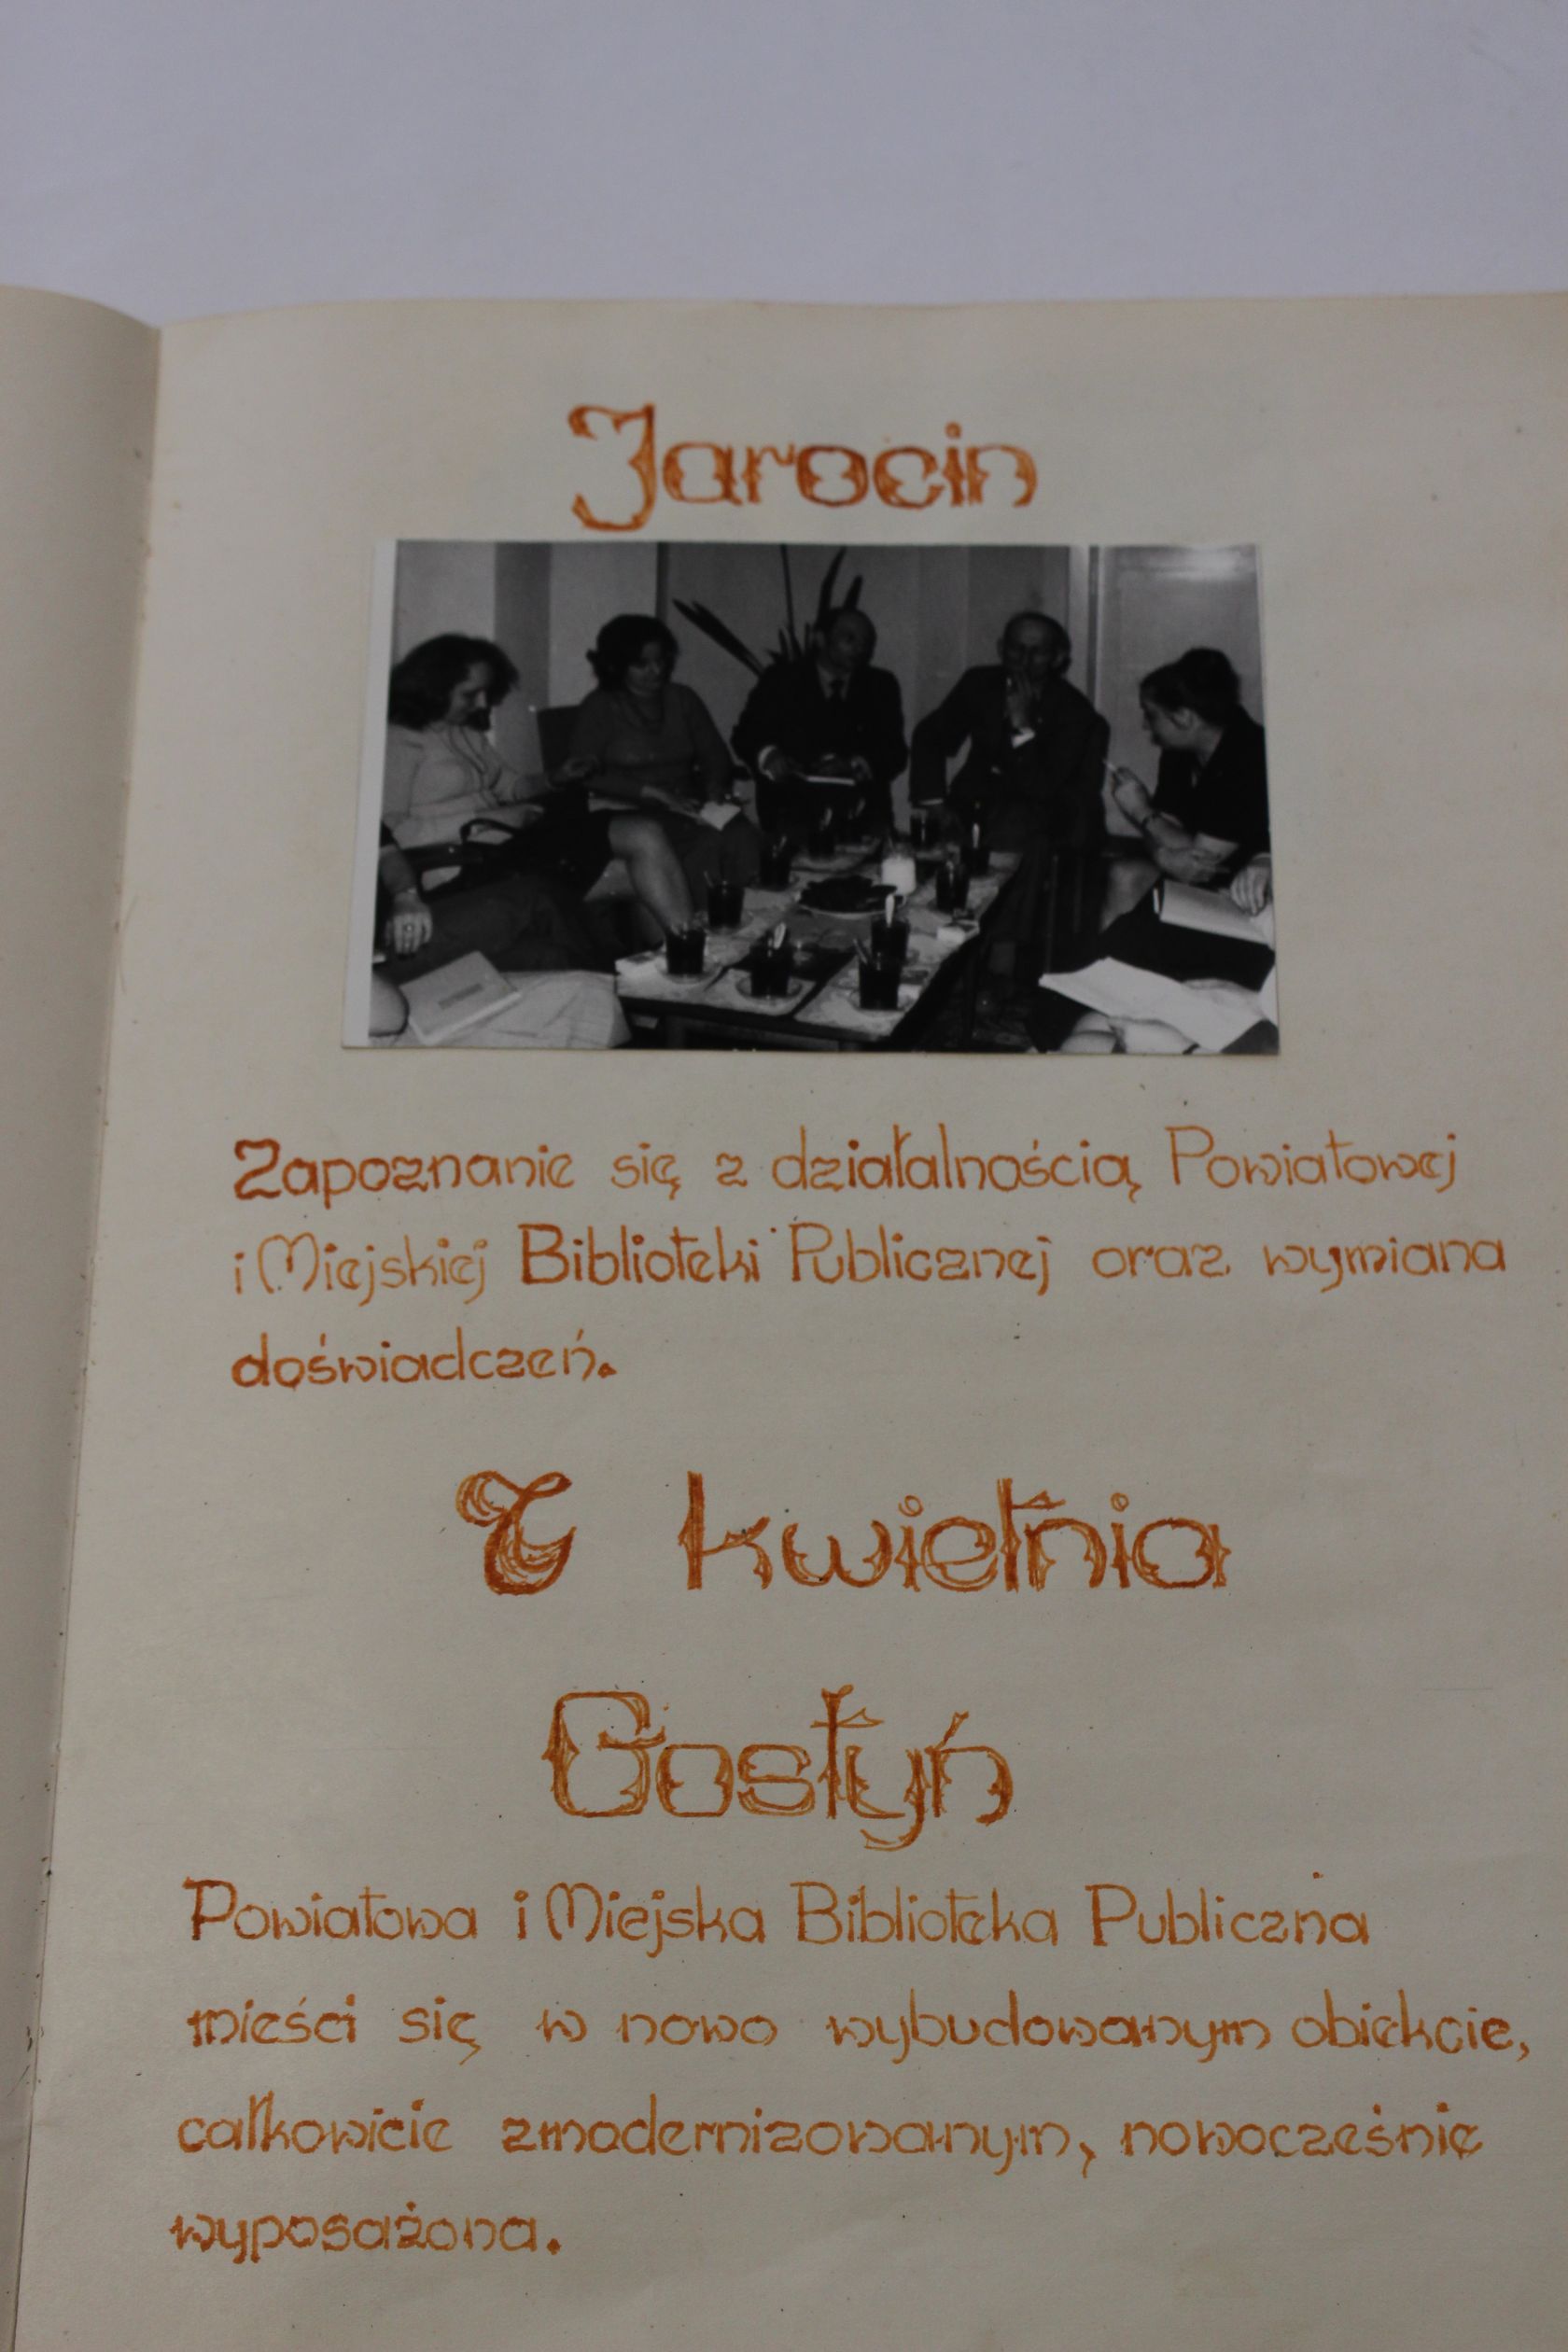 Jarocin
Zapoznanie się z działalnością Powiatowej
i Miejskiej Biblioteki Publicznej oraz wymiana
doświadczeń.
kwietnia
Gostyń
Powiatowa i Miejska Biblioteka Publiczna
mieści się w nowo wybudowanym obiekcie,
całkowicie zmodernizowanym, nowocześnie
wyposażona.